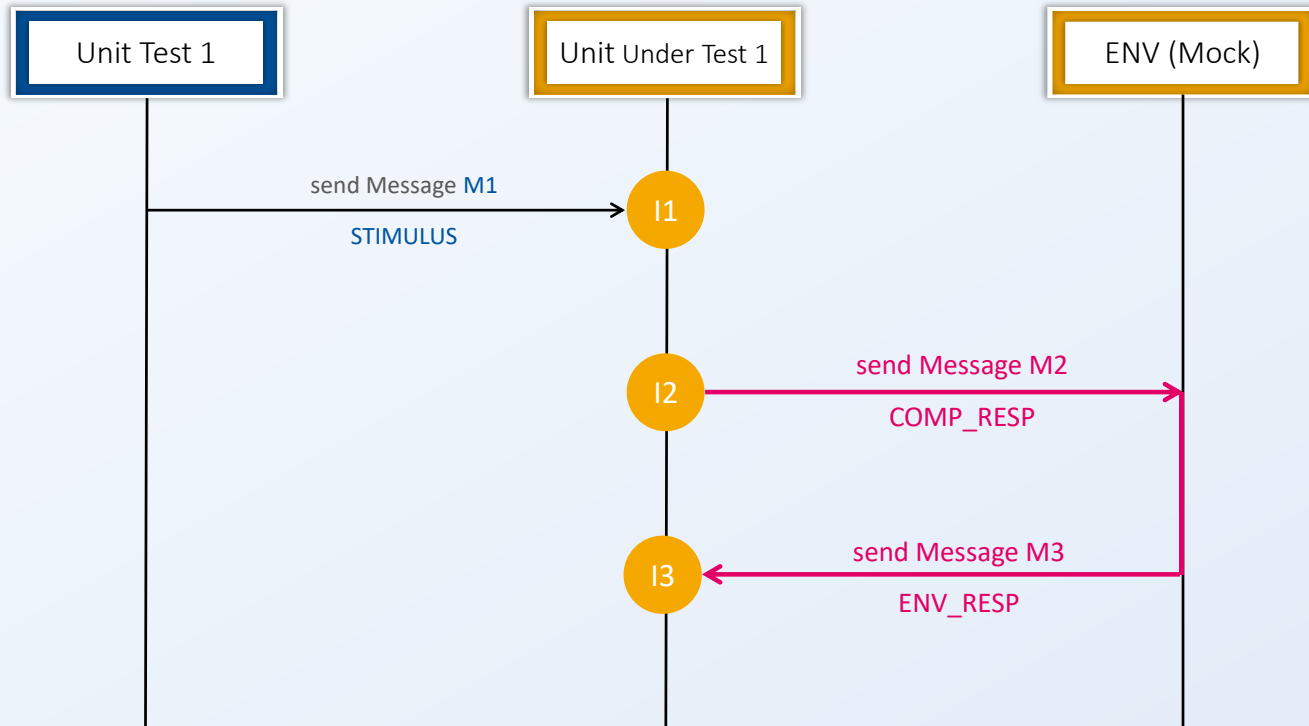 Unit Test 1
Unit Under Test 1
ENV (Mock)
send Message M1
I1
STIMULUS
send Message M2
I2
COMP_RESP
send Message M3
I3
ENV_RESP